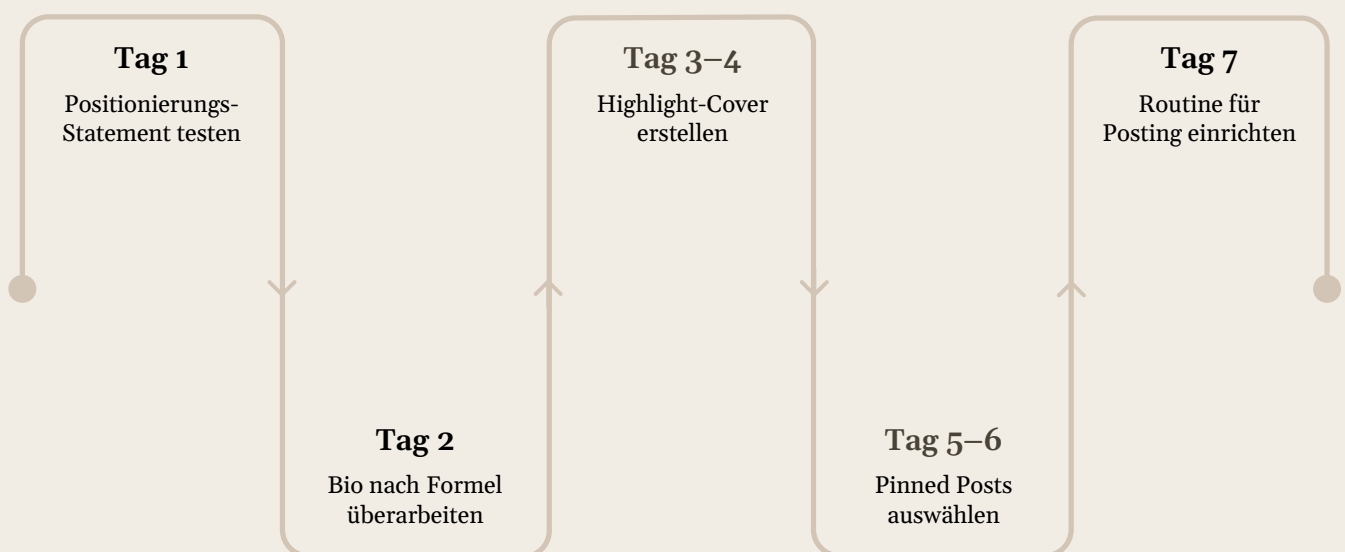 Tag 1
Positionierungs-
Statement testen
Tag 2
Bio nach Formel
überarbeiten
Tag 3–4
Highlight-Cover
erstellen
Tag 5–6
Pinned Posts
auswählen
Tag 7
Routine für
Posting einrichten